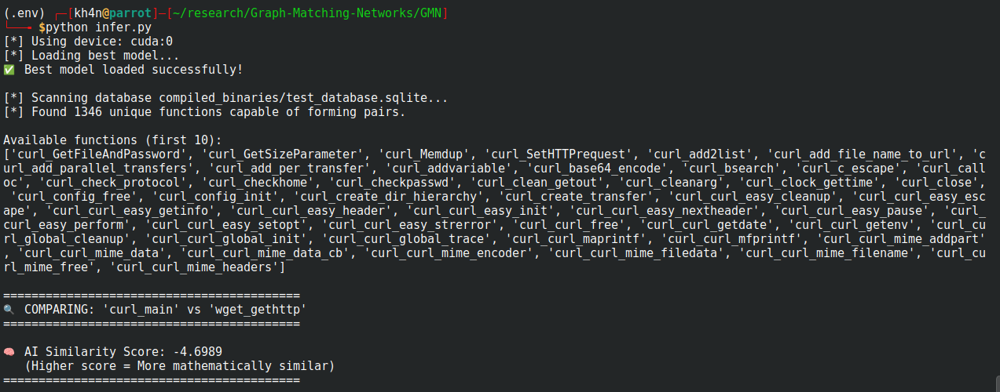 (.env) ┌─[kh4n@parrot]─[~/research/Graph-Matching-Networks/GMN]
└──╼ $python infer.py
[*] Using device: cuda:0
[*] Loading best model...
✅ Best model loaded successfully!
[*] Scanning database compiled_binaries/test_database.sqlite...
[*] Found 1346 unique functions capable of forming pairs.
Available functions (first 10):
['curl_GetFileAndPassword', 'curl_GetSizeParameter', 'curl_Memdup', 'curl_SetHTTPrequest', 'curl_add2list', 'curl_add_file_name_to_url', 'c
url_add_parallel_transfers', 'curl_add_per_transfer', 'curl_addvariable', 'curl_base64_encode', 'curl_bsearch', 'curl_c_escape', 'curl_call
oc', 'curl_check_protocol', 'curl_checkhome', 'curl_checkpasswd', 'curl_clean_getout', 'curl_cleanarg', 'curl_clock_gettime', 'curl_close',
 'curl_config_free', 'curl_config_init', 'curl_create_dir_hierarchy', 'curl_create_transfer', 'curl_curl_easy_cleanup', 'curl_curl_easy_esc
ape', 'curl_curl_easy_getinfo', 'curl_curl_easy_header', 'curl_curl_easy_init', 'curl_curl_easy_nextheader', 'curl_curl_easy_pause', 'curl_
curl_easy_perform', 'curl_curl_easy_setopt', 'curl_curl_easy_strerror', 'curl_curl_free', 'curl_curl_getdate', 'curl_curl_getenv', 'curl_cu
rl_global_cleanup', 'curl_curl_global_init', 'curl_curl_global_trace', 'curl_curl_maprintf', 'curl_curl_mfprintf', 'curl_curl_mime_addpart'
, 'curl_curl_mime_data', 'curl_curl_mime_data_cb', 'curl_curl_mime_encoder', 'curl_curl_mime_filedata', 'curl_curl_mime_filename', 'curl_cu
rl_mime_free', 'curl_curl_mime_headers']
==========================================
🔍 COMPARING: 'curl_main' vs 'wget_gethttp'
==========================================
🧠 AI Similarity Score: -4.6989
(Higher score = More mathematically similar)
==========================================